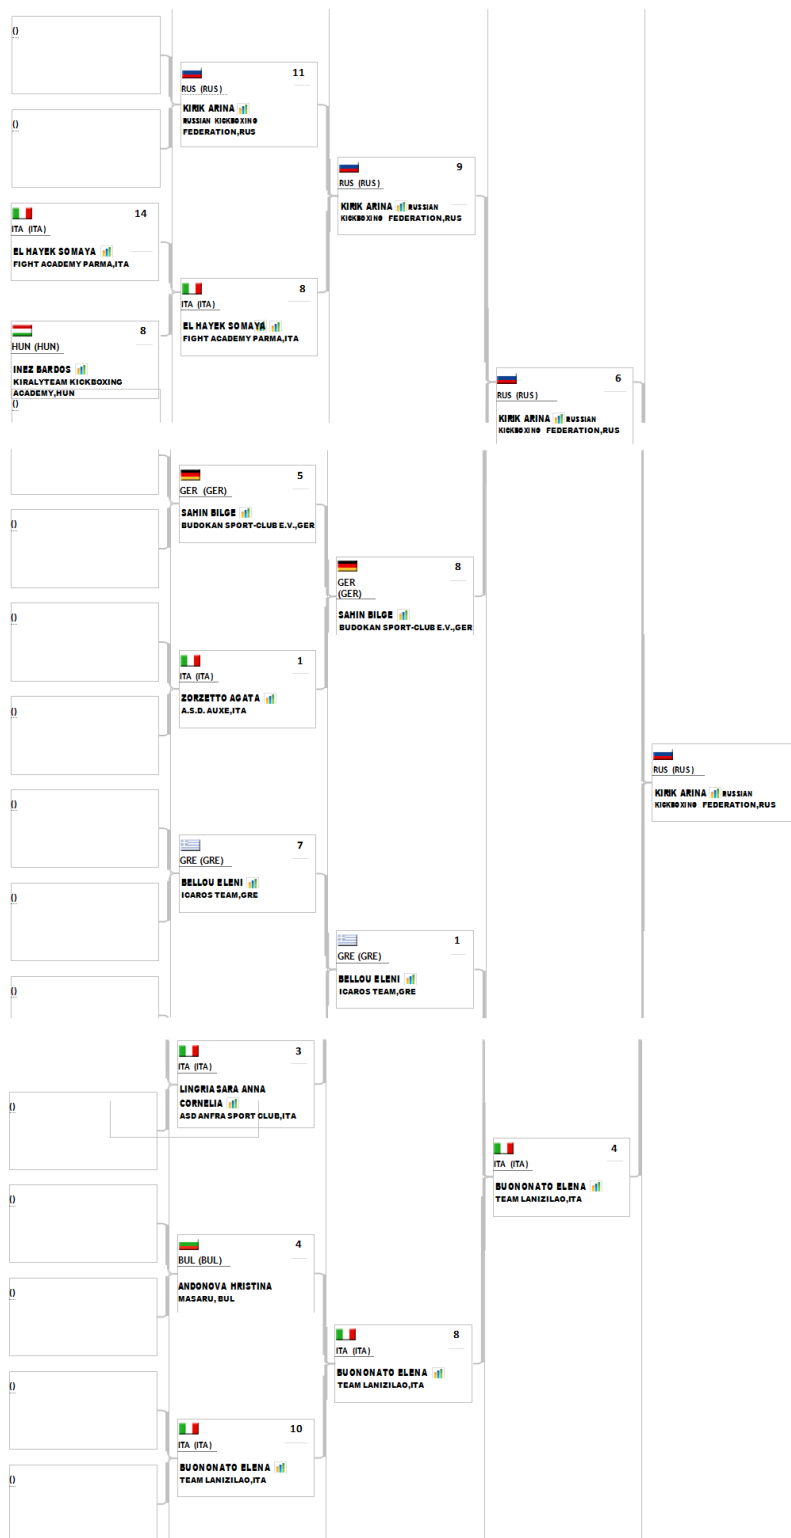 ()
11
RUS (RUS)
KIRIK ARINA
RUSSIAN KICKBOXING
FEDERATION,RUS
()
9
RUS (RUS)
KIRIK ARINA RUSSIAN
KICKBOXING FEDERATION,RUS
14
ITA (ITA)
EL HAYEK SOMAYA
FIGHT ACADEMY PARMA,ITA
8
ITA (ITA)
EL HAYEK SOMAYA
FIGHT ACADEMY PARMA,ITA
8
HUN (HUN)
INEZ BARDOS
KIRALYTEAM KICKBOXING
ACADEMY,HUN
()
6
RUS (RUS)
KIRIK ARINA RUSSIAN
KICKBOXING FEDERATION,RUS
5
GER (GER)
SAHIN BILGE
BUDOKAN SPORT-CLUB E.V.,GER
()
8
GER
(GER)
SAHIN BILGE
BUDOKAN SPORT-CLUB E.V.,GER
()
1
ITA (ITA)
ZORZETTO AGATA
A.S.D. AUXE,ITA
()
RUS (RUS)
KIRIK ARINA RUSSIAN
KICKBOXING FEDERATION,RUS
()
7
GRE (GRE)
BELLOU ELENI
ICAROS TEAM,GRE
()
1
GRE (GRE)
BELLOU ELENI
ICAROS TEAM,GRE
()
3
ITA (ITA)
LINGRIA SARA ANNA
CORNELIA
ASD ANFRA SPORT CLUB,ITA
()
4
ITA (ITA)
BUONONATO ELENA
TEAM LANIZILAO,ITA
()
4
BUL (BUL)
ANDONOVA HRISTINA
MASARU, BUL
()
8
ITA (ITA)
BUONONATO ELENA
TEAM LANIZILAO,ITA
()
10
ITA (ITA)
BUONONATO ELENA
TEAM LANIZILAO,ITA
()